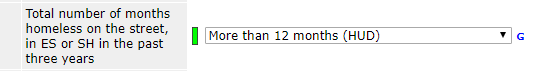 Total number of months
homeless on the street,
in ES or SH in the past
three years
More than 12 months (HUD)
G